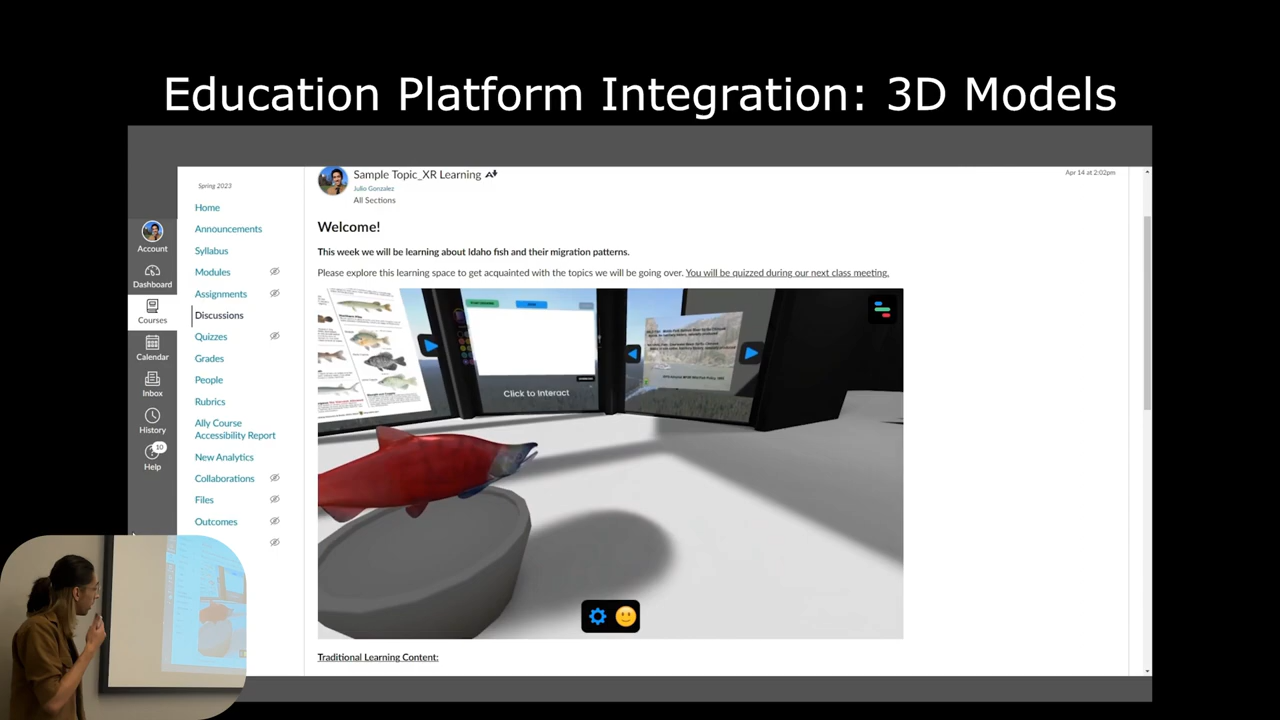 Education Platform Integration: 3D Models
Spring 2023
Home
Announcements
Syllabus
Modules
Assignments
Discussions
Quizzes
Grades
People
Rubrics
Ally Course
Accessibility Report
New Analytics
Collaborations
Files
Outcomes
Account
Dashboard
Courses
Calendar
Inbox
History
10
Help
Sample Topic_XR Learning
Julio Gonzalez
All Sections
Apr 14 at 2:02pm
Welcome!
This week we will be learning about Idaho fish and their migration patterns.
Please explore this learning space to get acquainted with the topics we will be going over. You will be quizzed during our next class meeting.
Click to Interact
Traditional Learning Content: